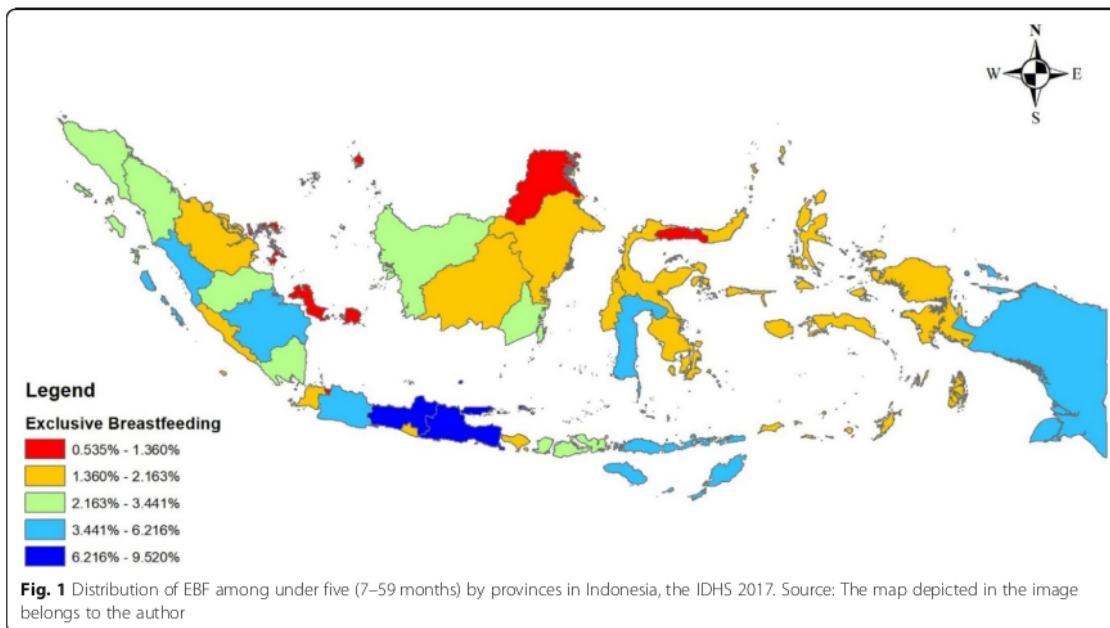 N
W E
S
Legend
Exclusive Breastfeeding
0.535% - 1.360%
1.360% - 2.163%
2.163% - 3.441%
3.441% - 6.216%
6.216% - 9.520%
Fig. 1 Distribution of EBF among under five (7–59 months) by provinces in Indonesia, the IDHS 2017. Source: The map depicted in the image
belongs to the author